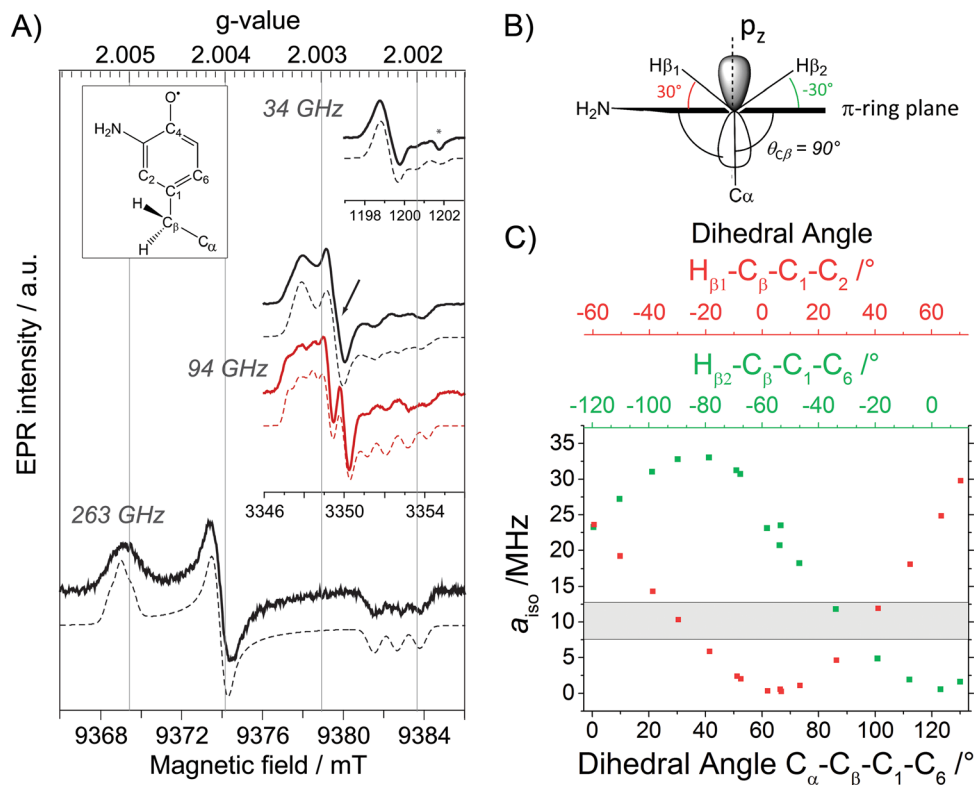 A)
g-value
2.005 2.004 2.003 2.002
O•
H₂N
C₄
C₂ C₆
C₁
H
Cβ
H
Cα
34 GHz
*
1198 1200 1202
94 GHz
3346 3350 3354
263 GHz
EPR intensity / a.u.
9368 9372 9376 9380 9384
Magnetic field / mT
B)
pz
Hβ₁ Hβ₂
30° -30°
H₂N
π-ring plane
θCβ = 90°
Cα
C)
Dihedral Angle
Hβ1-Cβ-C1-C2 /°
-60 -40 -20 0 20 40 60
Hβ2-Cβ-C1-C6 /°
-120 -100 -80 -60 -40 -20 0
aiso /MHz
35
30
25
20
15
10
5
0
0 20 40 60 80 100 120
Dihedral Angle Cα-Cβ-C1-C6 /°